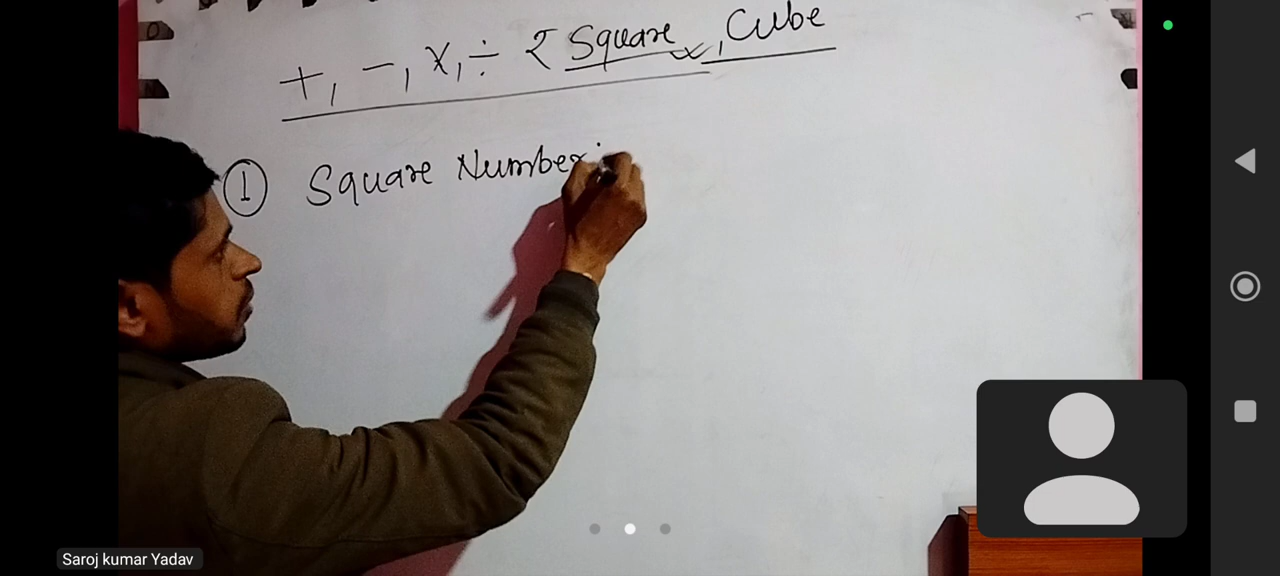 +, -, X, ÷ ₹ Square, Cube
① Square Number:
Saroj kumar Yadav